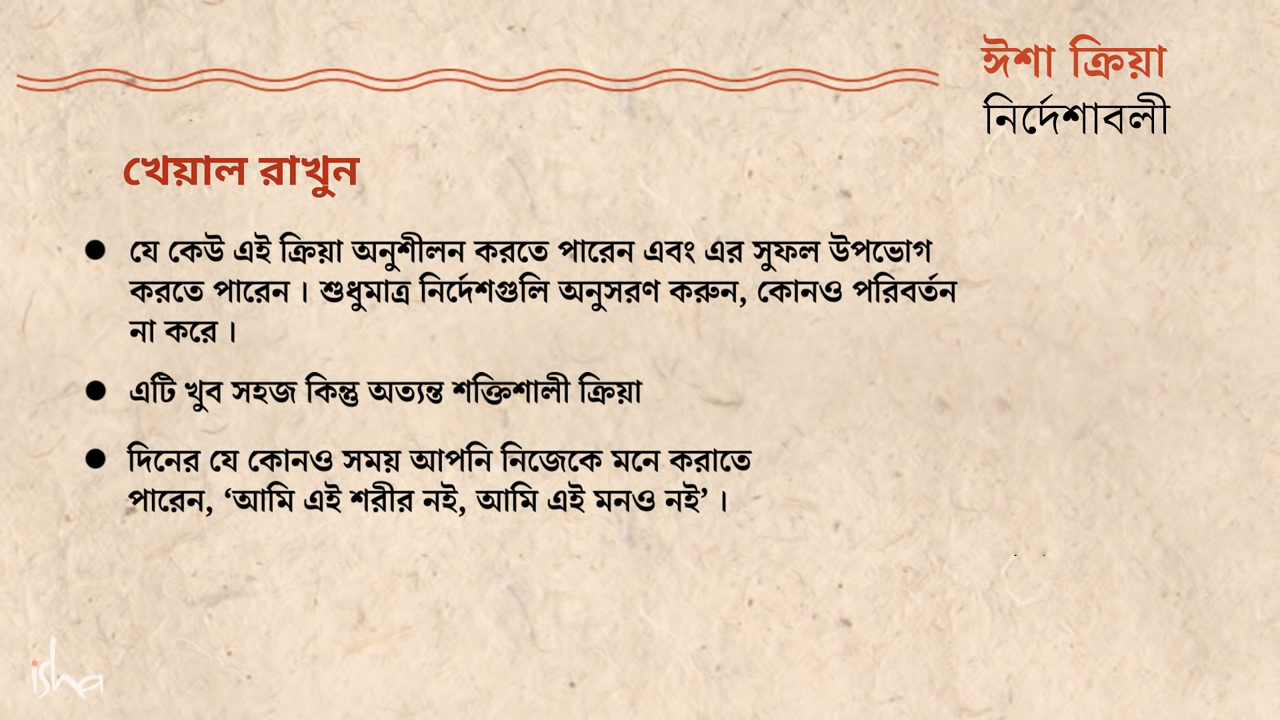 ঈশা ক্রিয়া
নির্দেশাবলী
খেয়াল রাখুন
● যে কেউ এই ক্রিয়া অনুশীলন করতে পারেন এবং এর সুফল উপভোগ
করতে পারেন । শুধুমাত্র নির্দেশগুলি অনুসরণ করুন, কোনও পরিবর্তন
না করে ।
● এটি খুব সহজ কিন্তু অত্যন্ত শক্তিশালী ক্রিয়া
● দিনের যে কোনও সময় আপনি নিজেকে মনে করাতে
পারেন, ‘আমি এই শরীর নই, আমি এই মনও নই’ ।
isha